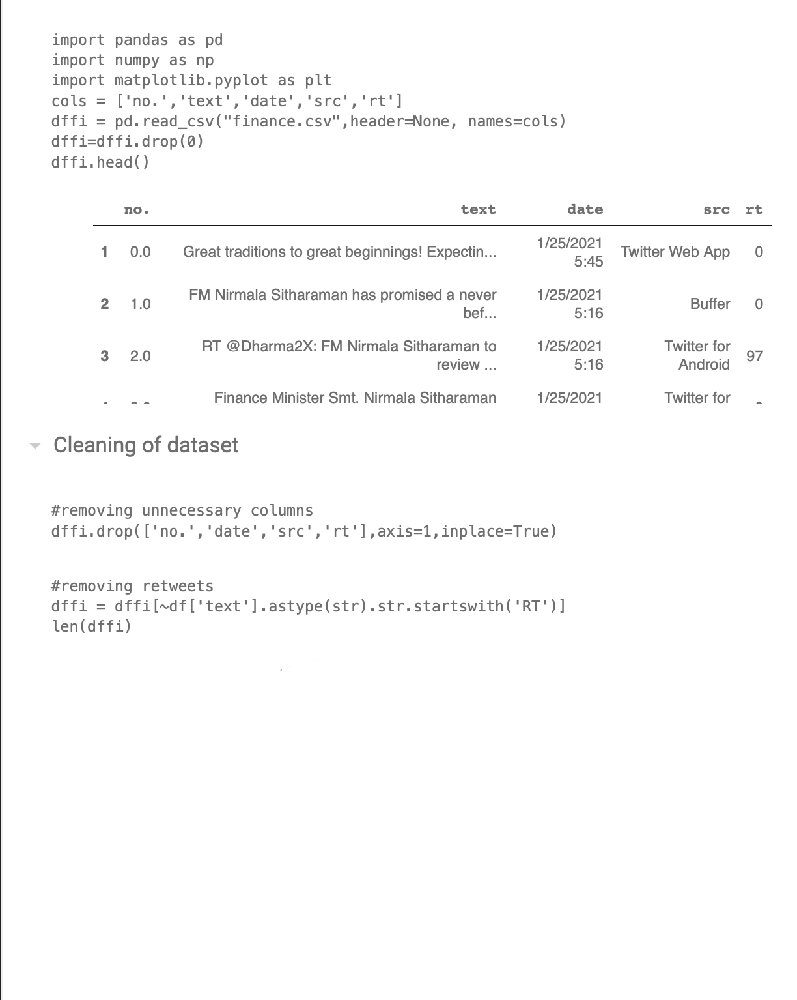 import pandas as pd
import numpy as np
import matplotlib.pyplot as plt
cols = ['no.','text','date','src','rt']
dffi = pd.read_csv("finance.csv",header=None, names=cols)
dffi=dffi.drop(0)
dffi.head()
no. text date src rt
1 0.0 Great traditions to great beginnings! Expectin... 1/25/2021 5:45 Twitter Web App 0
2 1.0 FM Nirmala Sitharaman has promised a never bef... 1/25/2021 5:16 Buffer 0
3 2.0 RT @Dharma2X: FM Nirmala Sitharaman to review ... 1/25/2021 5:16 Twitter for Android 97
Finance Minister Smt. Nirmala Sitharaman 1/25/2021 Twitter for
Cleaning of dataset
#removing unnecessary columns
dffi.drop(['no.','date','src','rt'],axis=1,inplace=True)
#removing retweets
dffi = dffi[~df['text'].astype(str).str.startswith('RT')]
len(dffi)